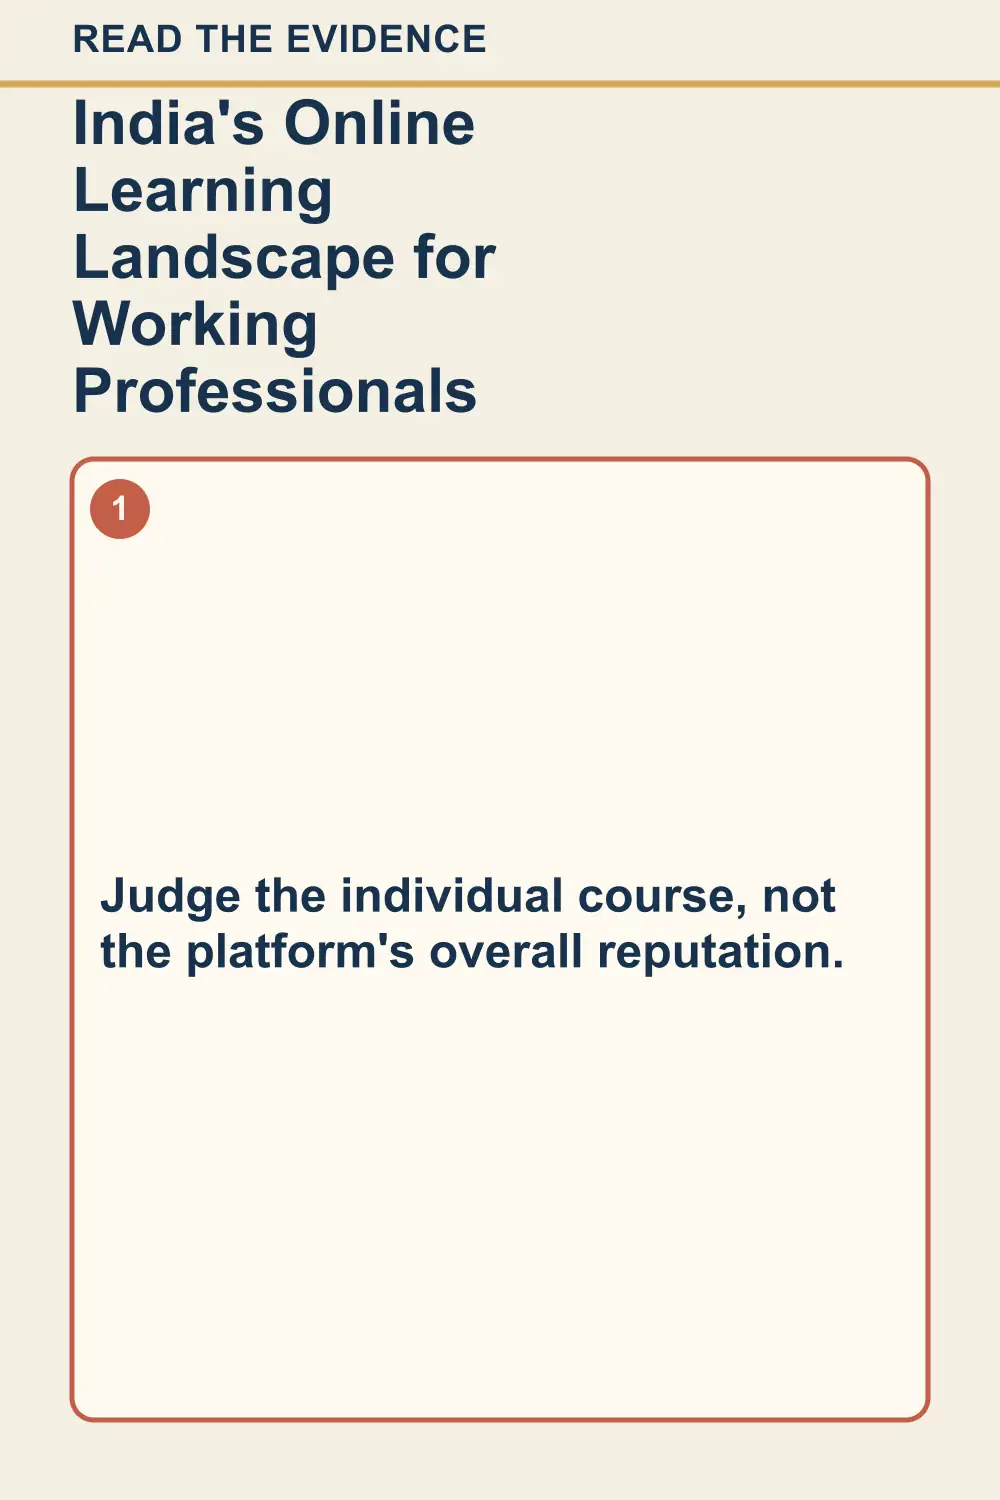 READ THE EVIDENCE
India's Online
Learning
Landscape for
Working
Professionals
1
Judge the individual course, not
the platform's overall reputation.